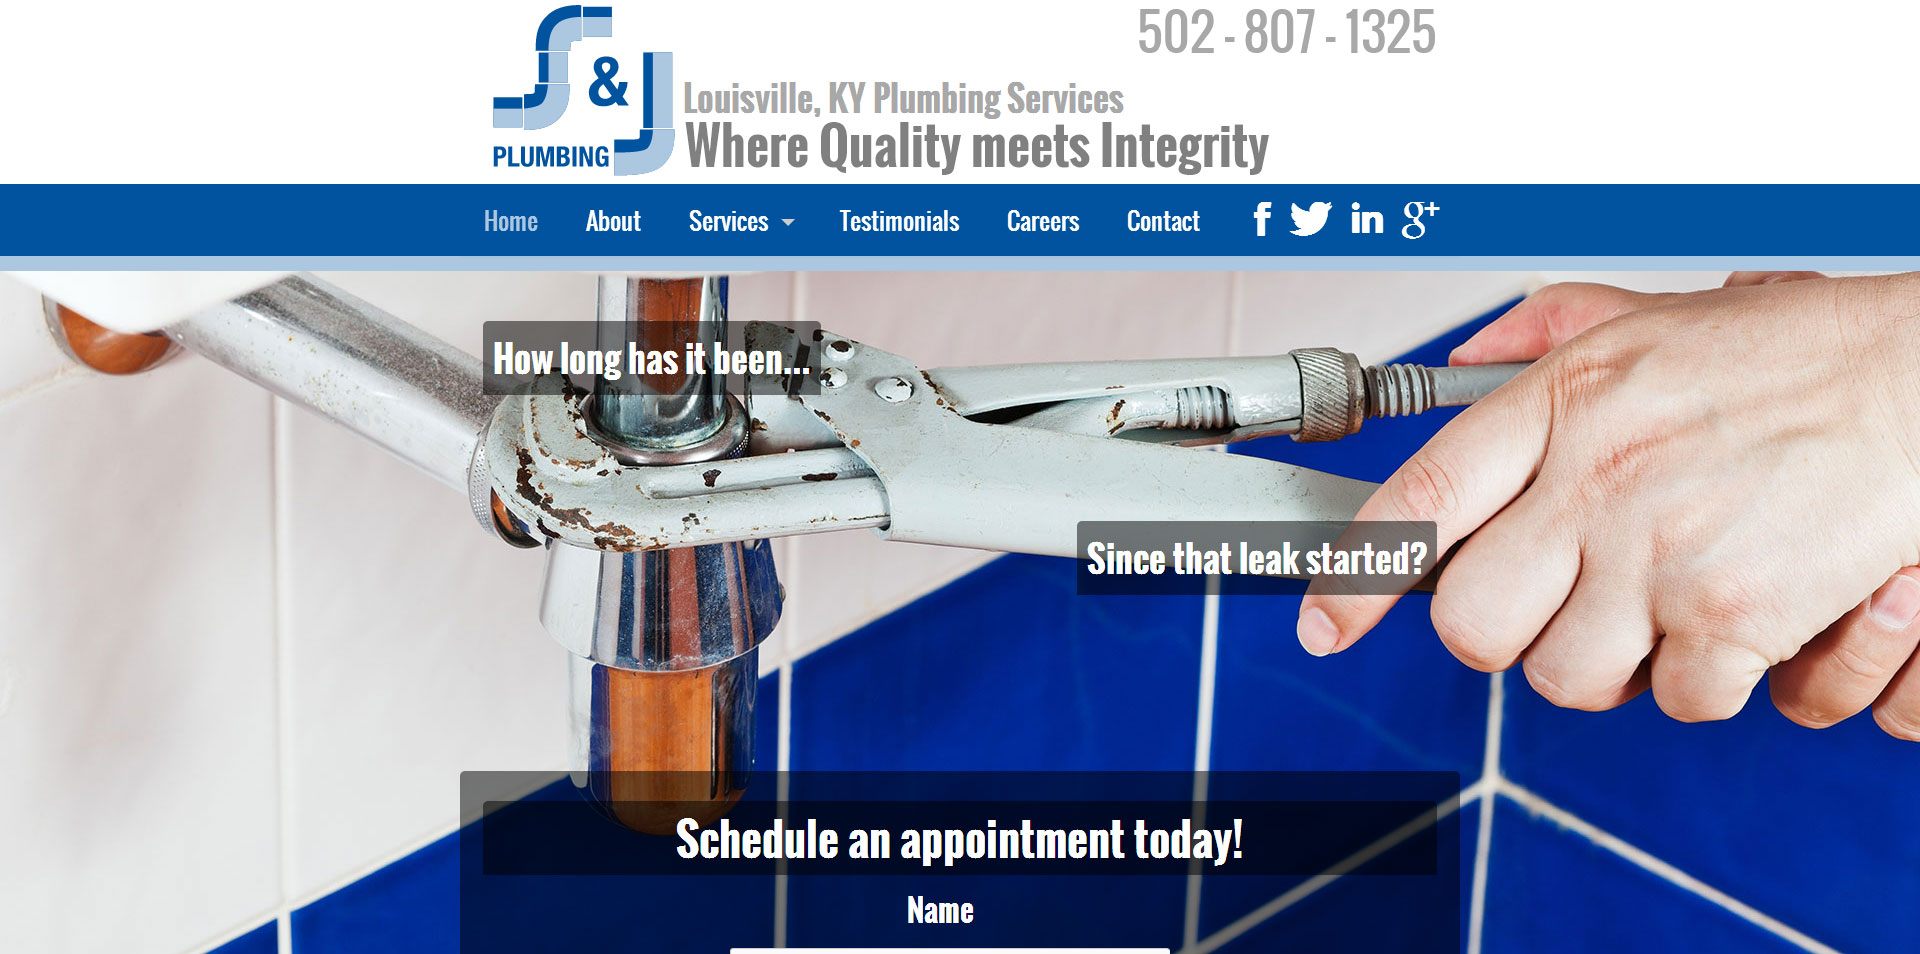 S & J
PLUMBING
502 - 807 - 1325
Louisville, KY Plumbing Services
Where Quality meets Integrity
Home About Services Testimonials Careers Contact f in g+
How long has it been...
Since that leak started?
Schedule an appointment today!
Name